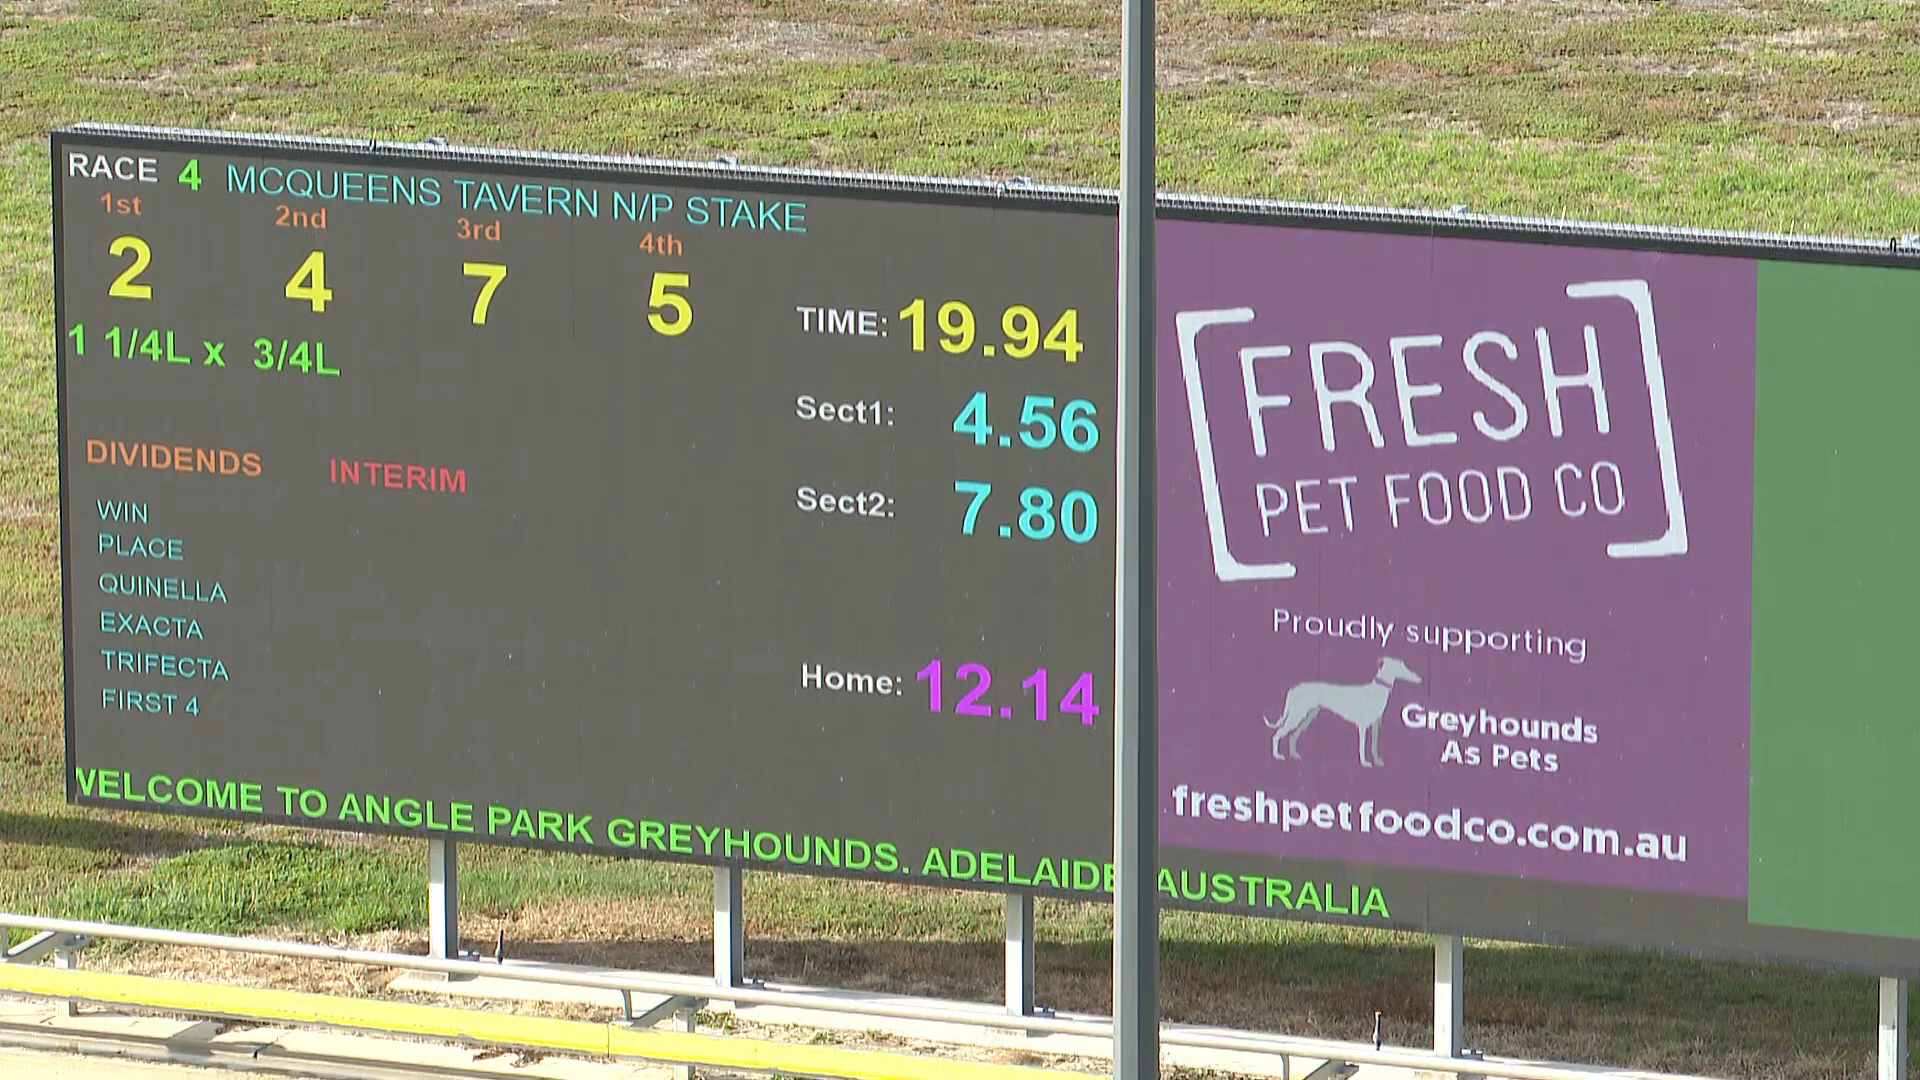 RACE 4 MCQUEENS TAVERN N/P STAKE
1st 2nd 3rd 4th
2 4 7 5
1 1/4L x 3/4L
TIME: 19.94
Sect1: 4.56
Sect2: 7.80
Home: 12.14
DIVIDENDS INTERIM
WIN
PLACE
QUINELLA
EXACTA
TRIFECTA
FIRST 4
WELCOME TO ANGLE PARK GREYHOUNDS. ADELAIDE AUSTRALIA
[FRESH
PET FOOD CO]
Proudly supporting
Greyhounds
As Pets
freshpetfoodco.com.au